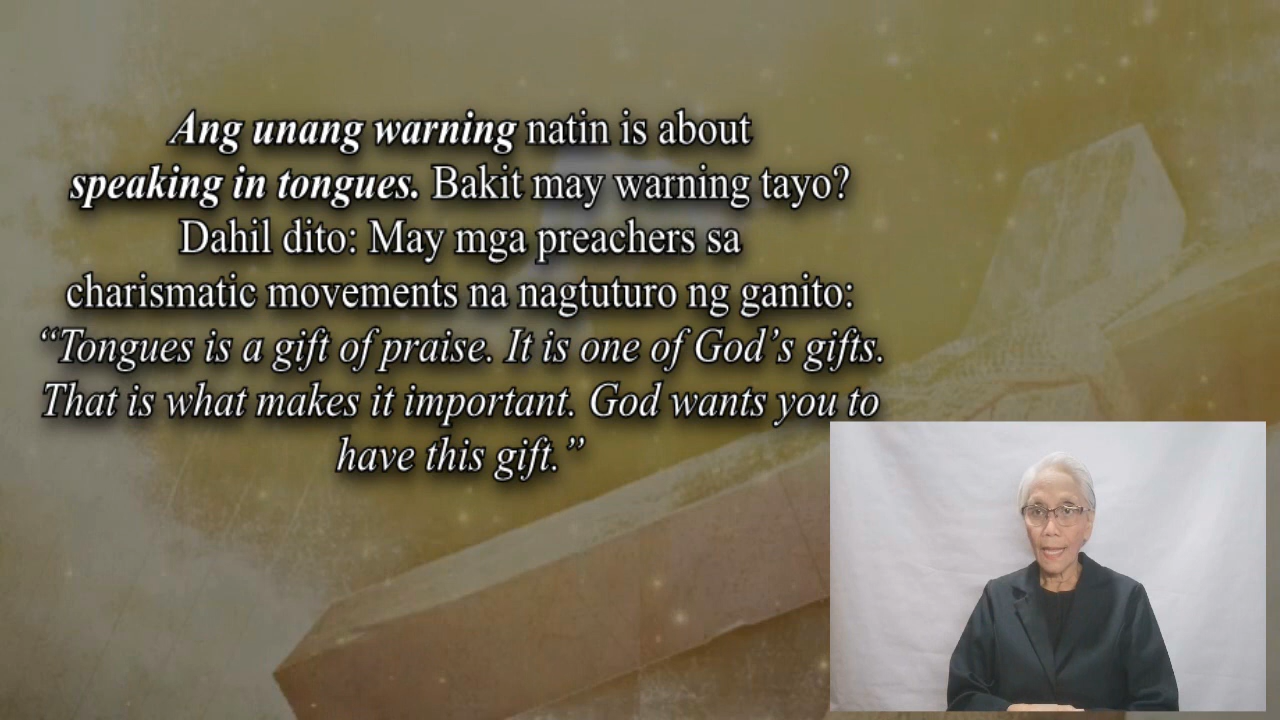 Ang unang warning natin is about
speaking in tongues. Bakit may warning tayo?
Dahil dito: May mga preachers sa
charismatic movements na nagtuturo ng ganito:
“Tongues is a gift of praise. It is one of God’s gifts.
That is what makes it important. God wants you to
have this gift.”